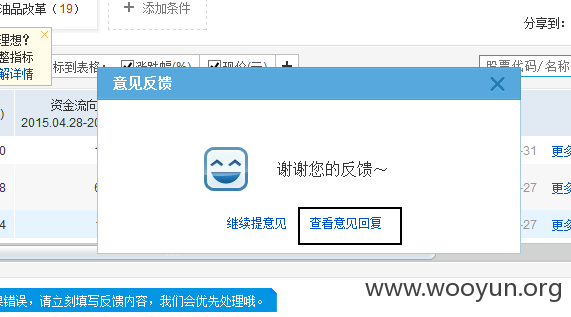 油品改革（19）
添加条件
分享到：
理想？
整指标
解详情
标到表格：
涨跌幅(%)
现价(元)
股票代码/名称
意见反馈
资金流向
2015.04.28-20
谢谢您的反馈～
-31
更多
-27
更多
-27
更多
继续提意见
查看意见回复
错误，请立刻填写反馈内容，我们会优先处理哦。
www.wooyun.org